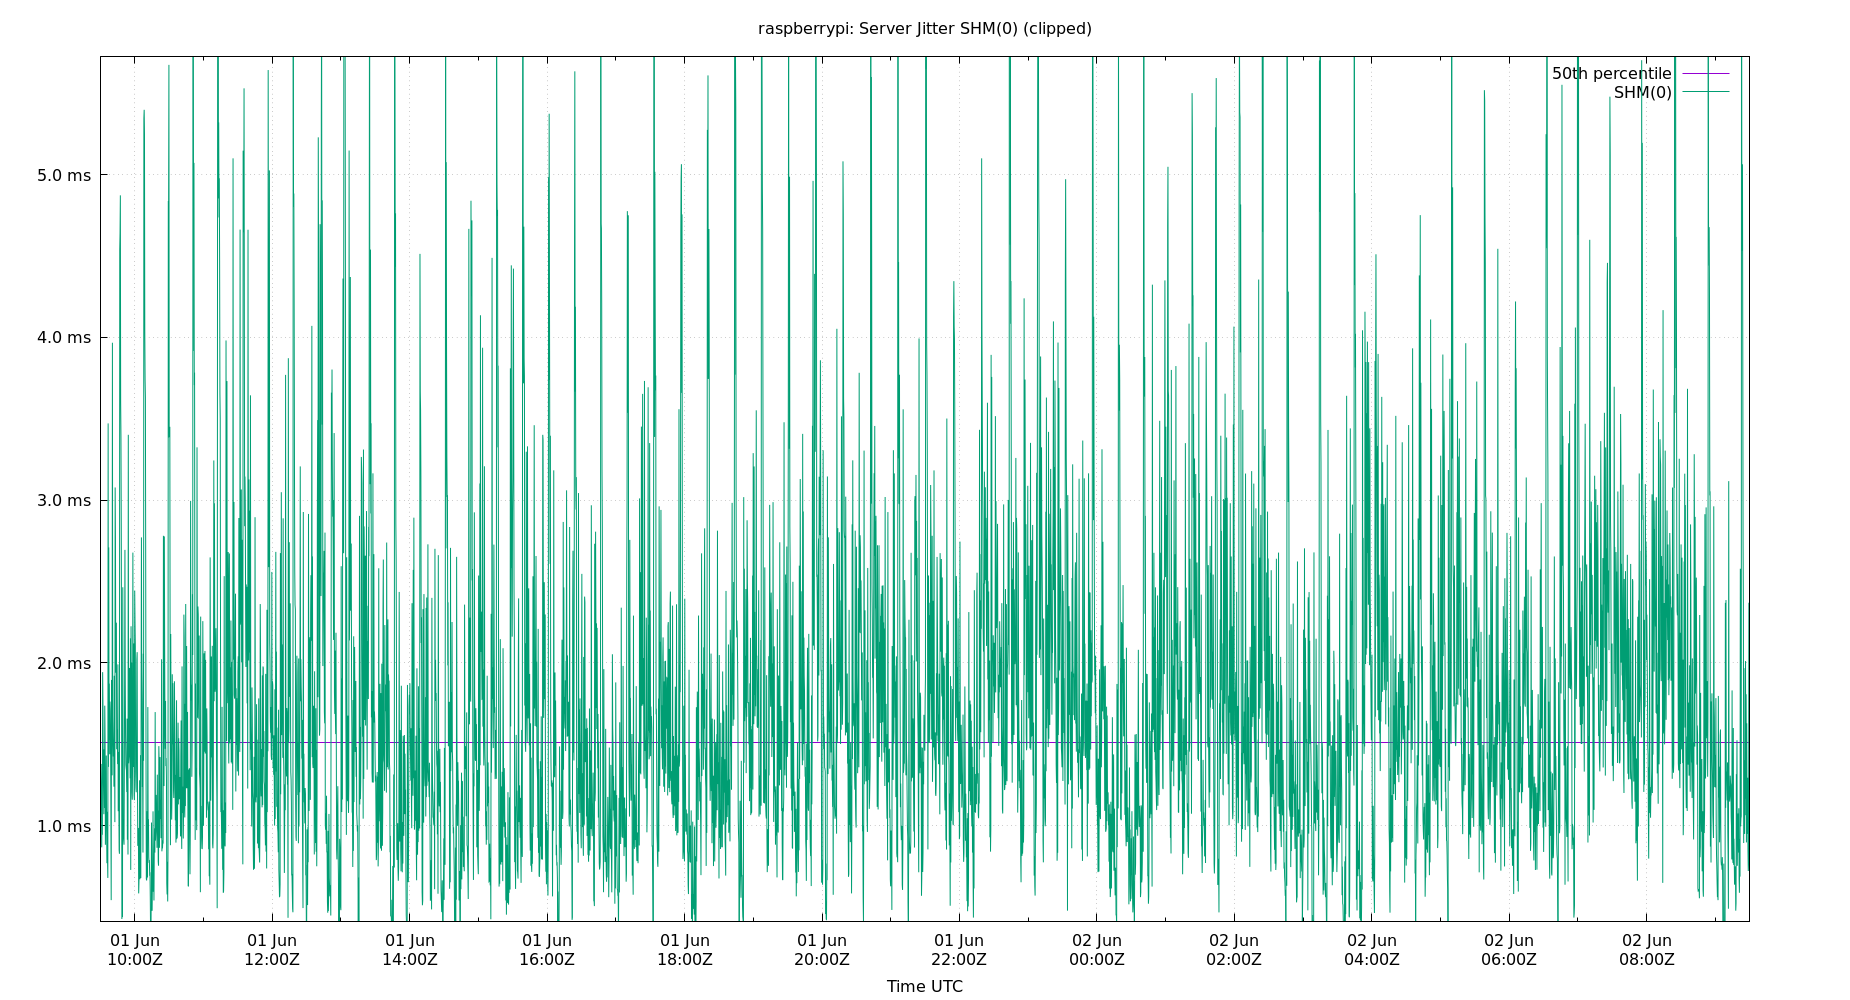 raspberrypi: Server Jitter SHM(0) (clipped)
50th percentile
SHM(0)
5.0 ms
4.0 ms
3.0 ms
2.0 ms
1.0 ms
01 Jun 01 Jun 01 Jun 01 Jun 01 Jun 01 Jun 01 Jun 02 Jun 02 Jun 02 Jun 02 Jun 02 Jun
10:00Z 12:00Z 14:00Z 16:00Z 18:00Z 20:00Z 22:00Z 00:00Z 02:00Z 04:00Z 06:00Z 08:00Z
Time UTC